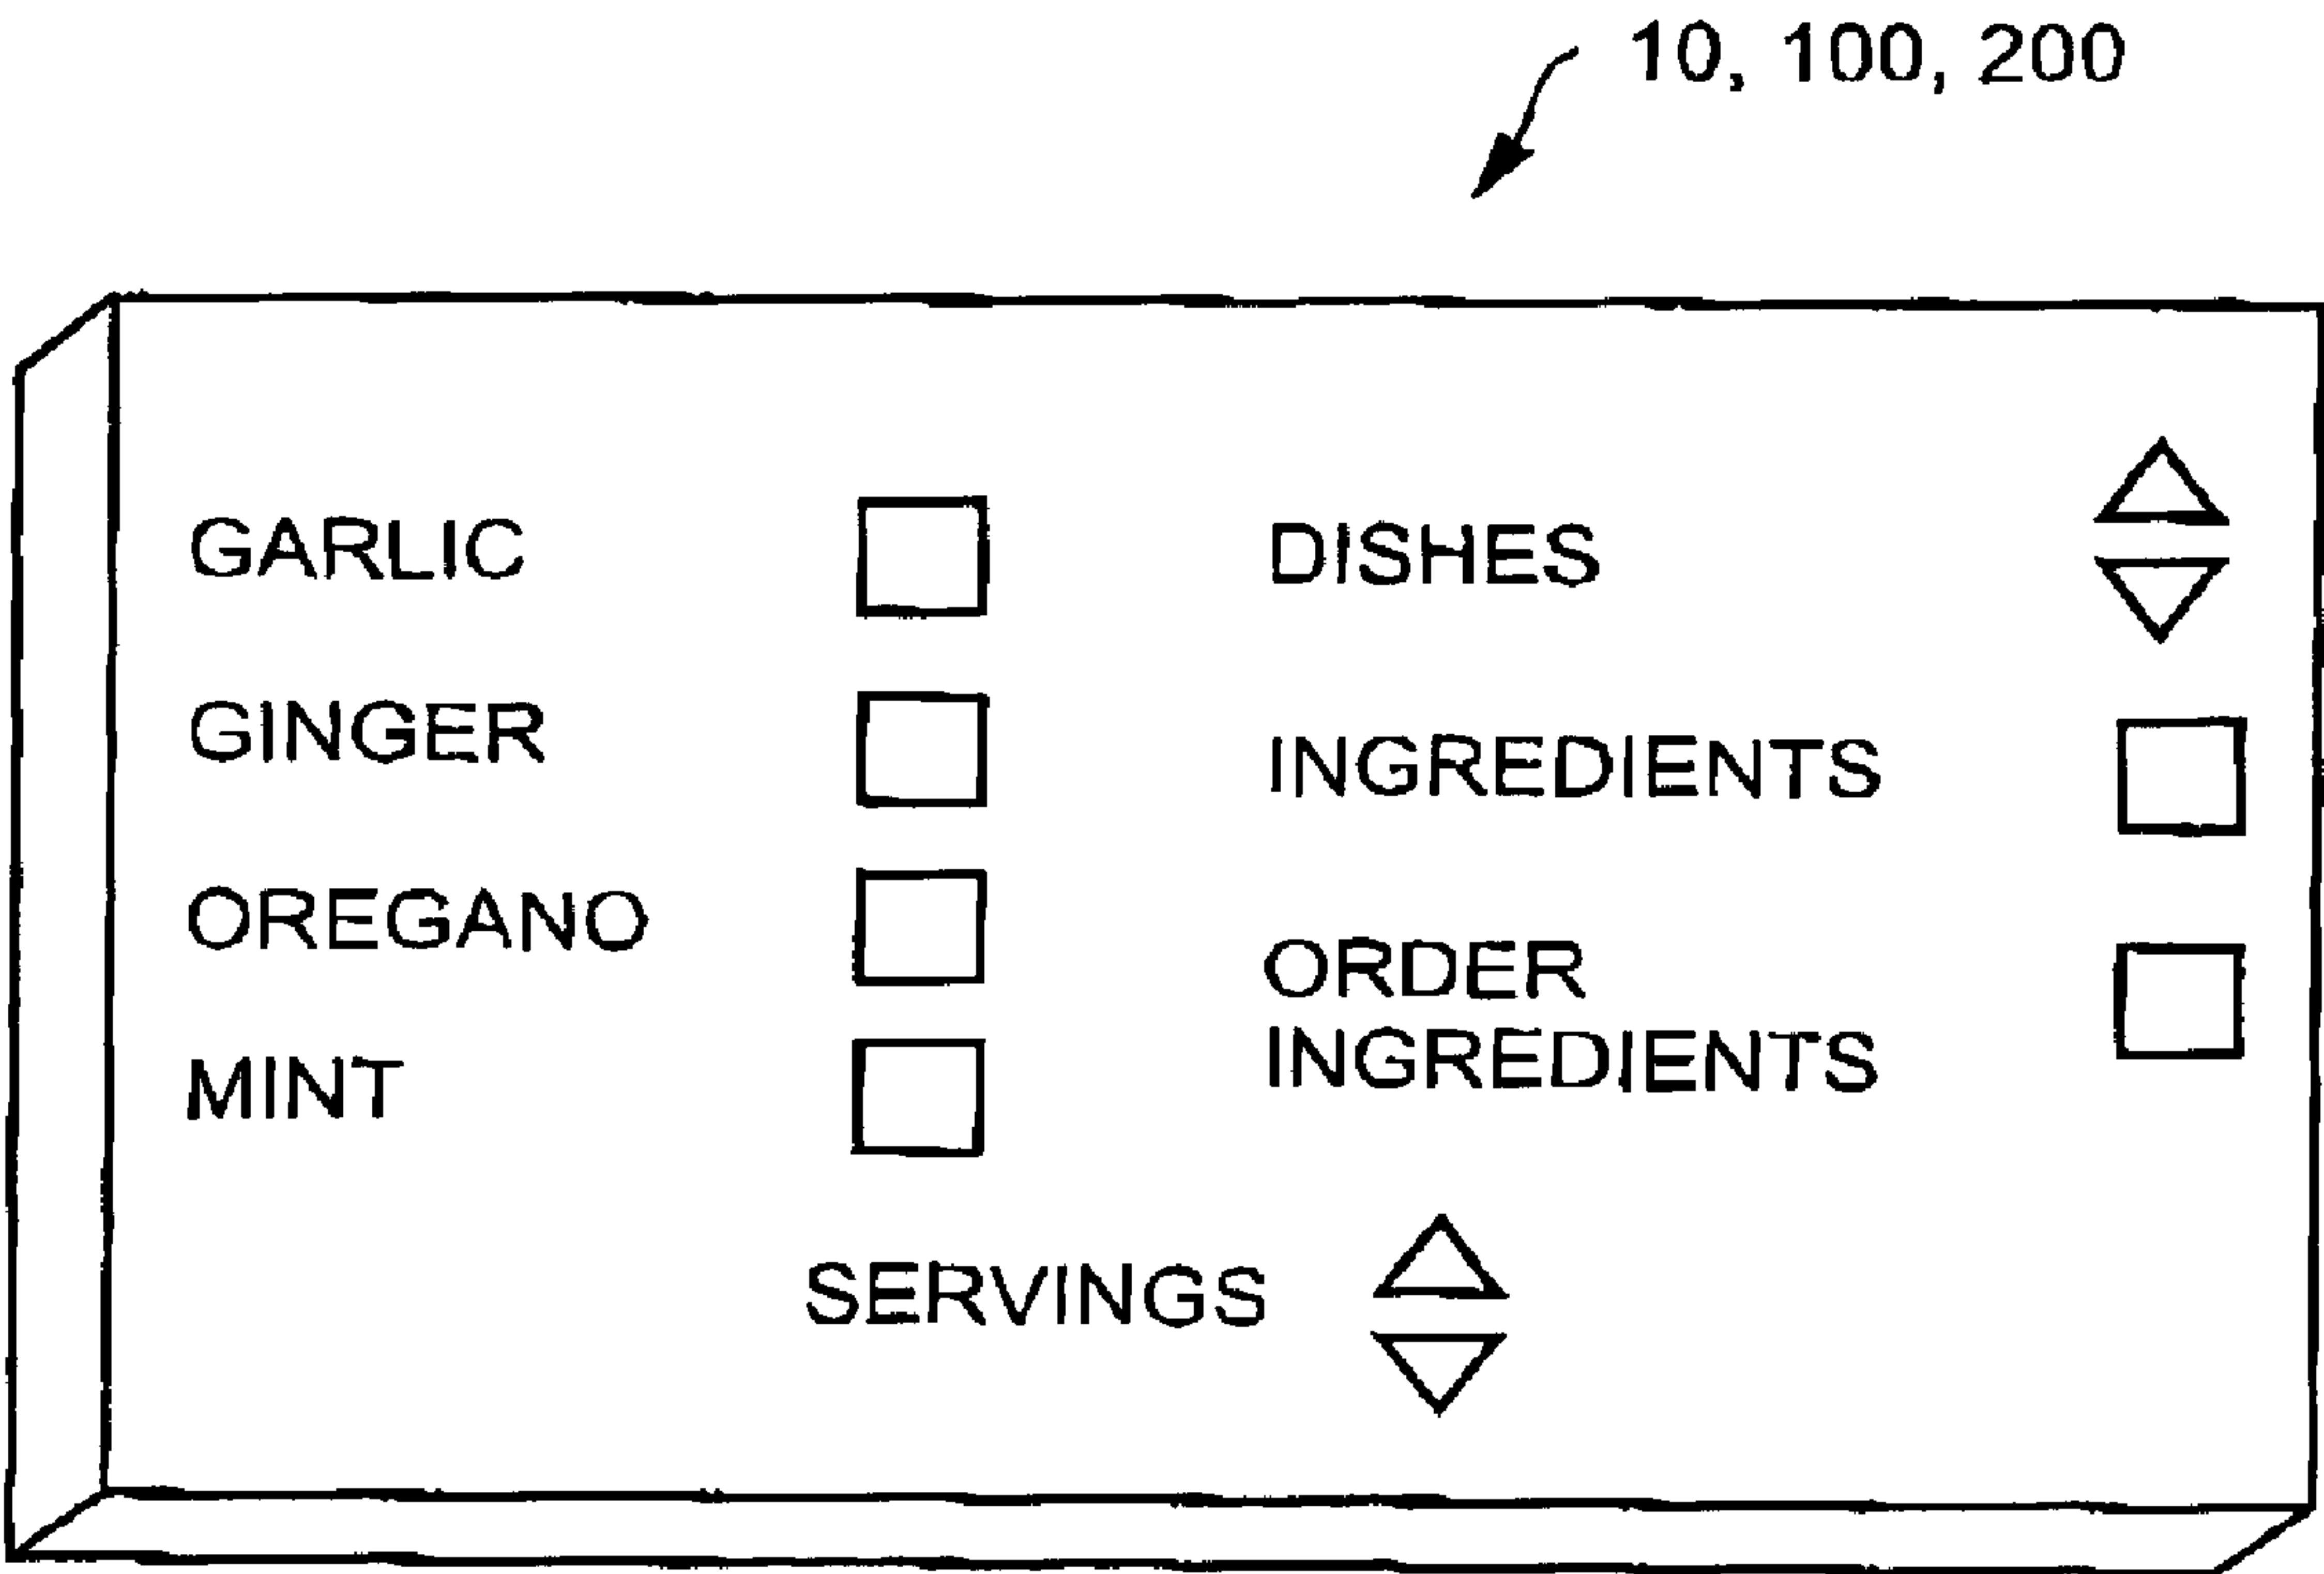 10, 100, 200
GARLIC
GINGER
OREGANO
MINT
DISHES
INGREDIENTS
ORDER
INGREDIENTS
SERVINGS